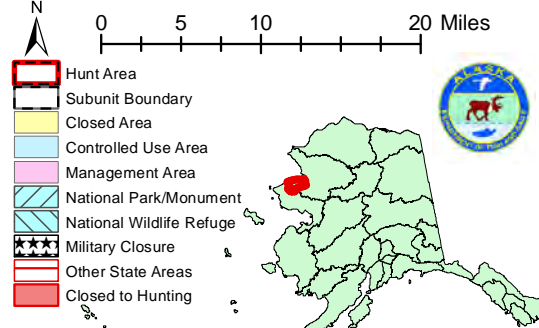 N
0 5 10 20 Miles
Hunt Area
Subunit Boundary
Closed Area
Controlled Use Area
Management Area
National Park/Monument
National Wildlife Refuge
Military Closure
Other State Areas
Closed to Hunting
ALASKA